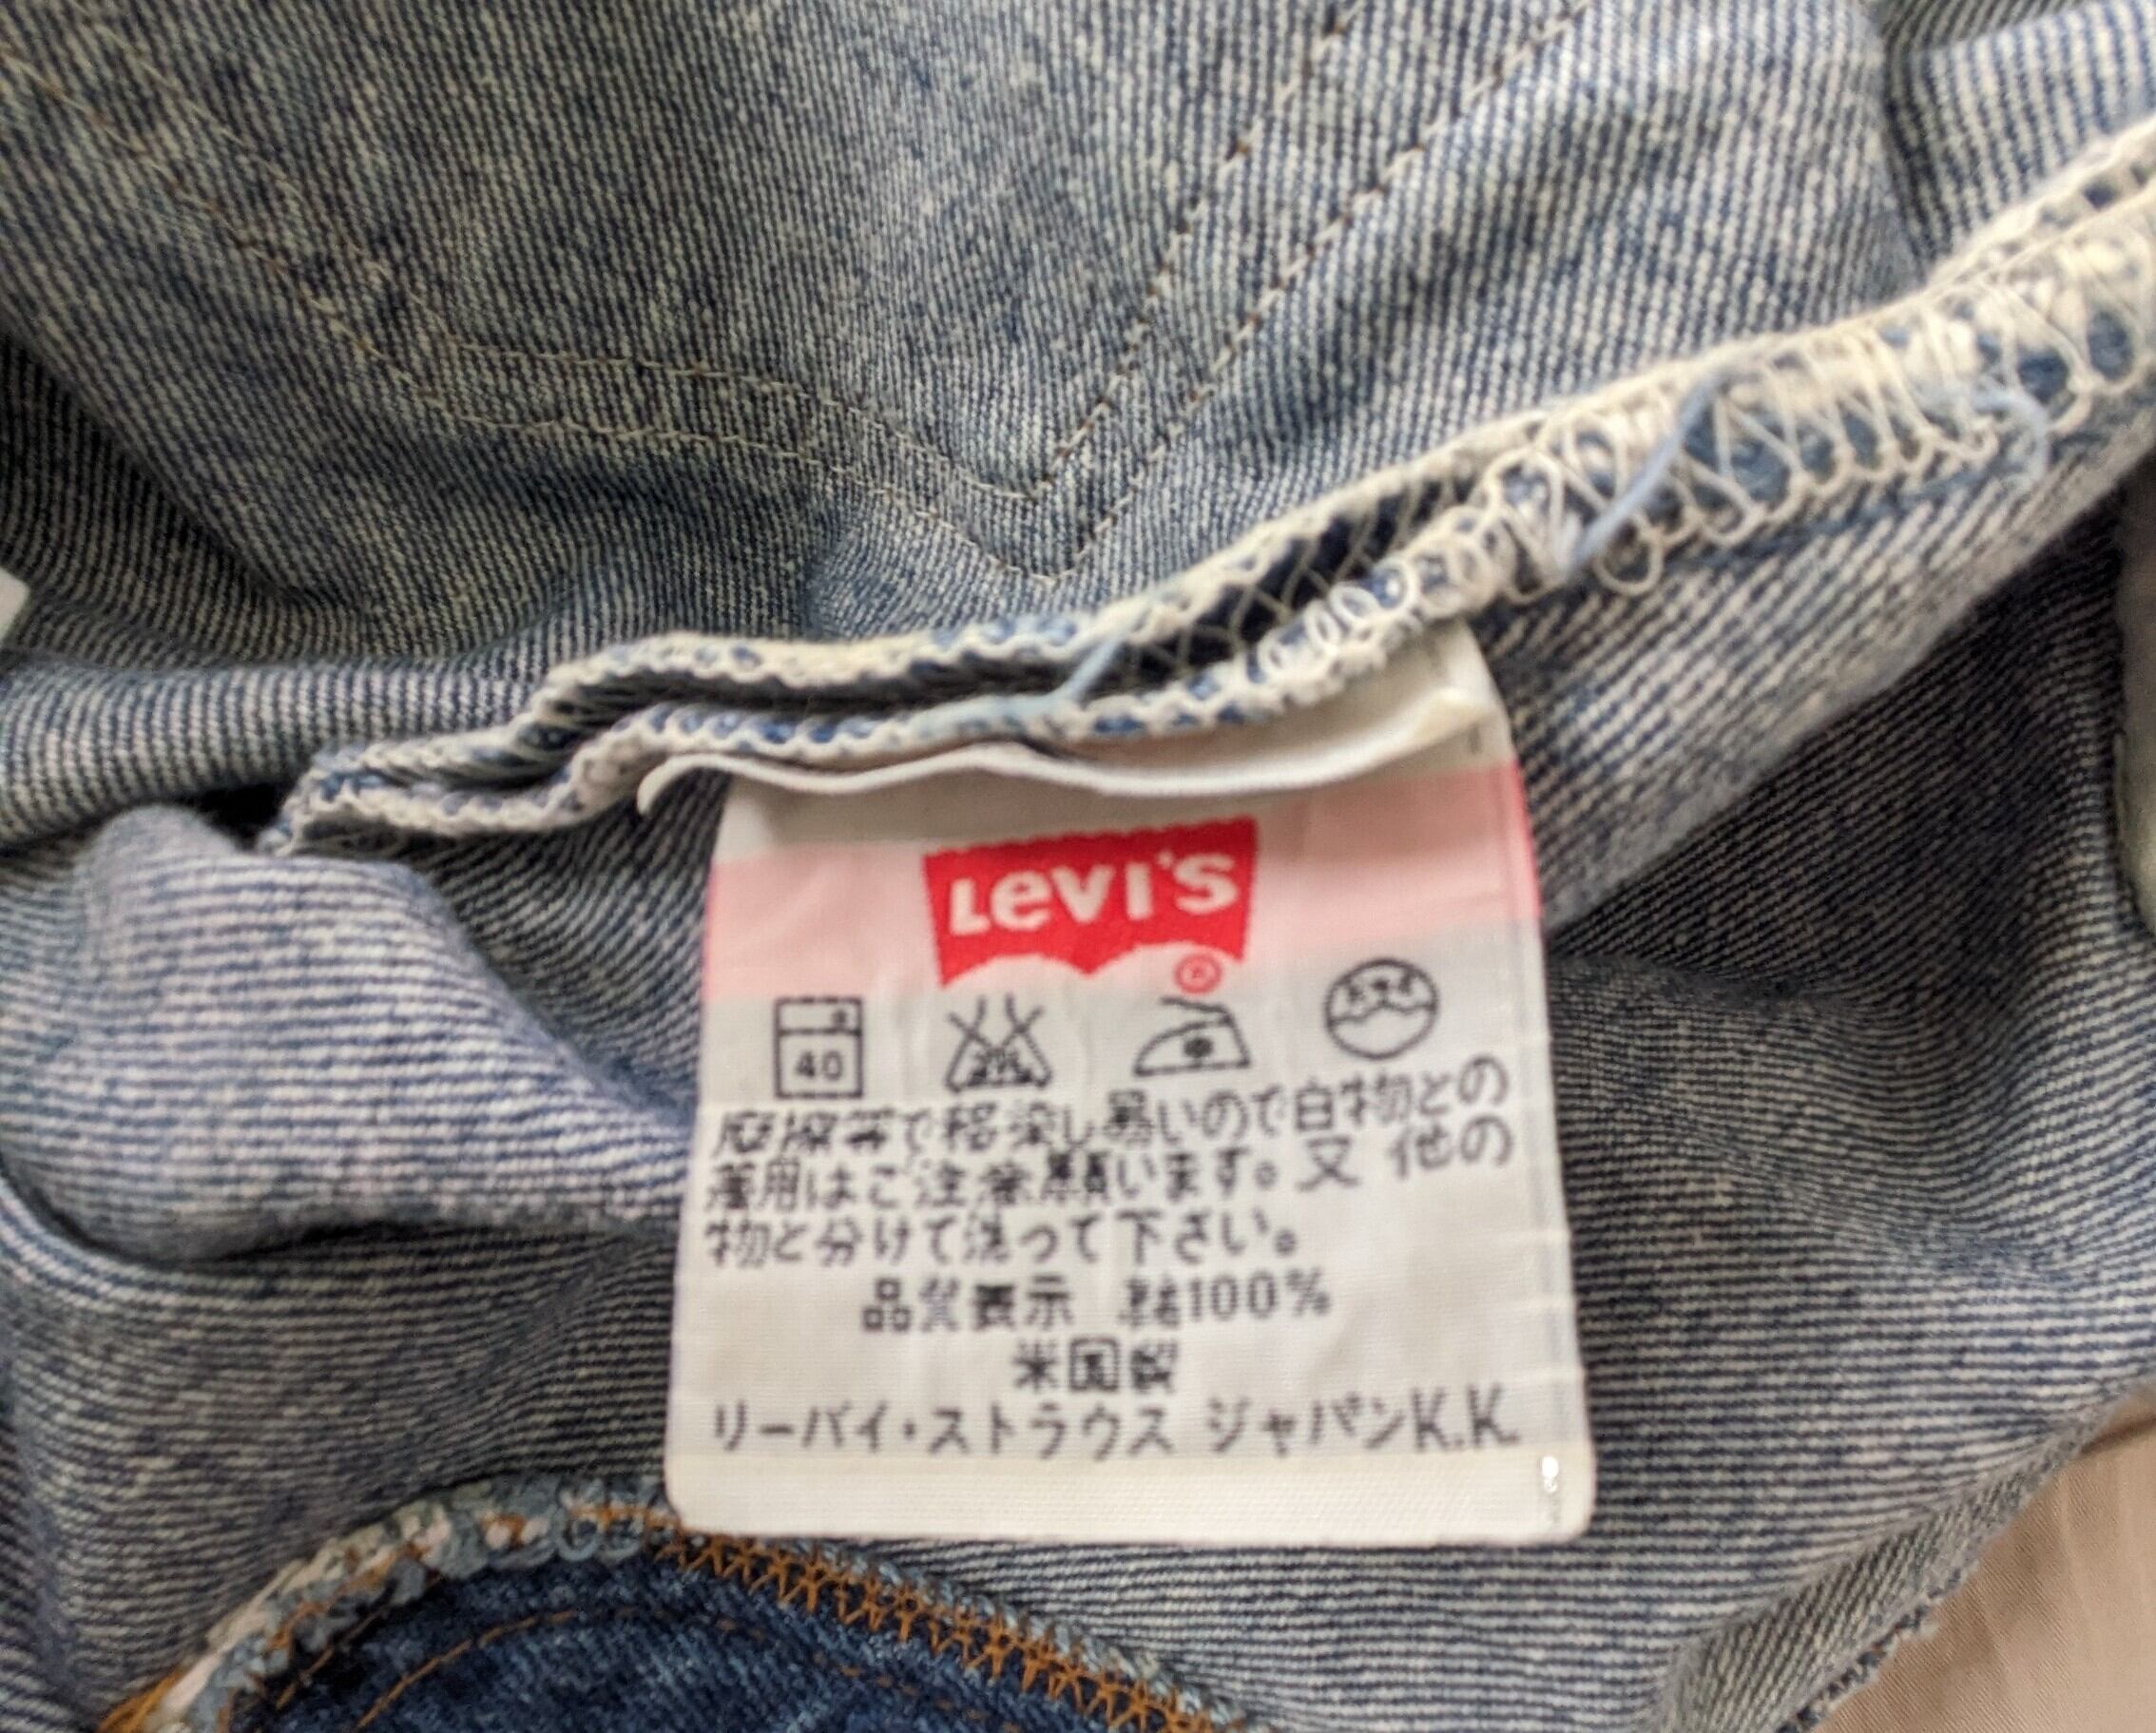 LEVI'S
®
40
摩擦等で移染し易いので白物との
着用はご注意願います。又 他の
物と分けて洗って下さい。
品質表示 綿100%
米国製
リーバイ・ストラウス ジャパンK.K.